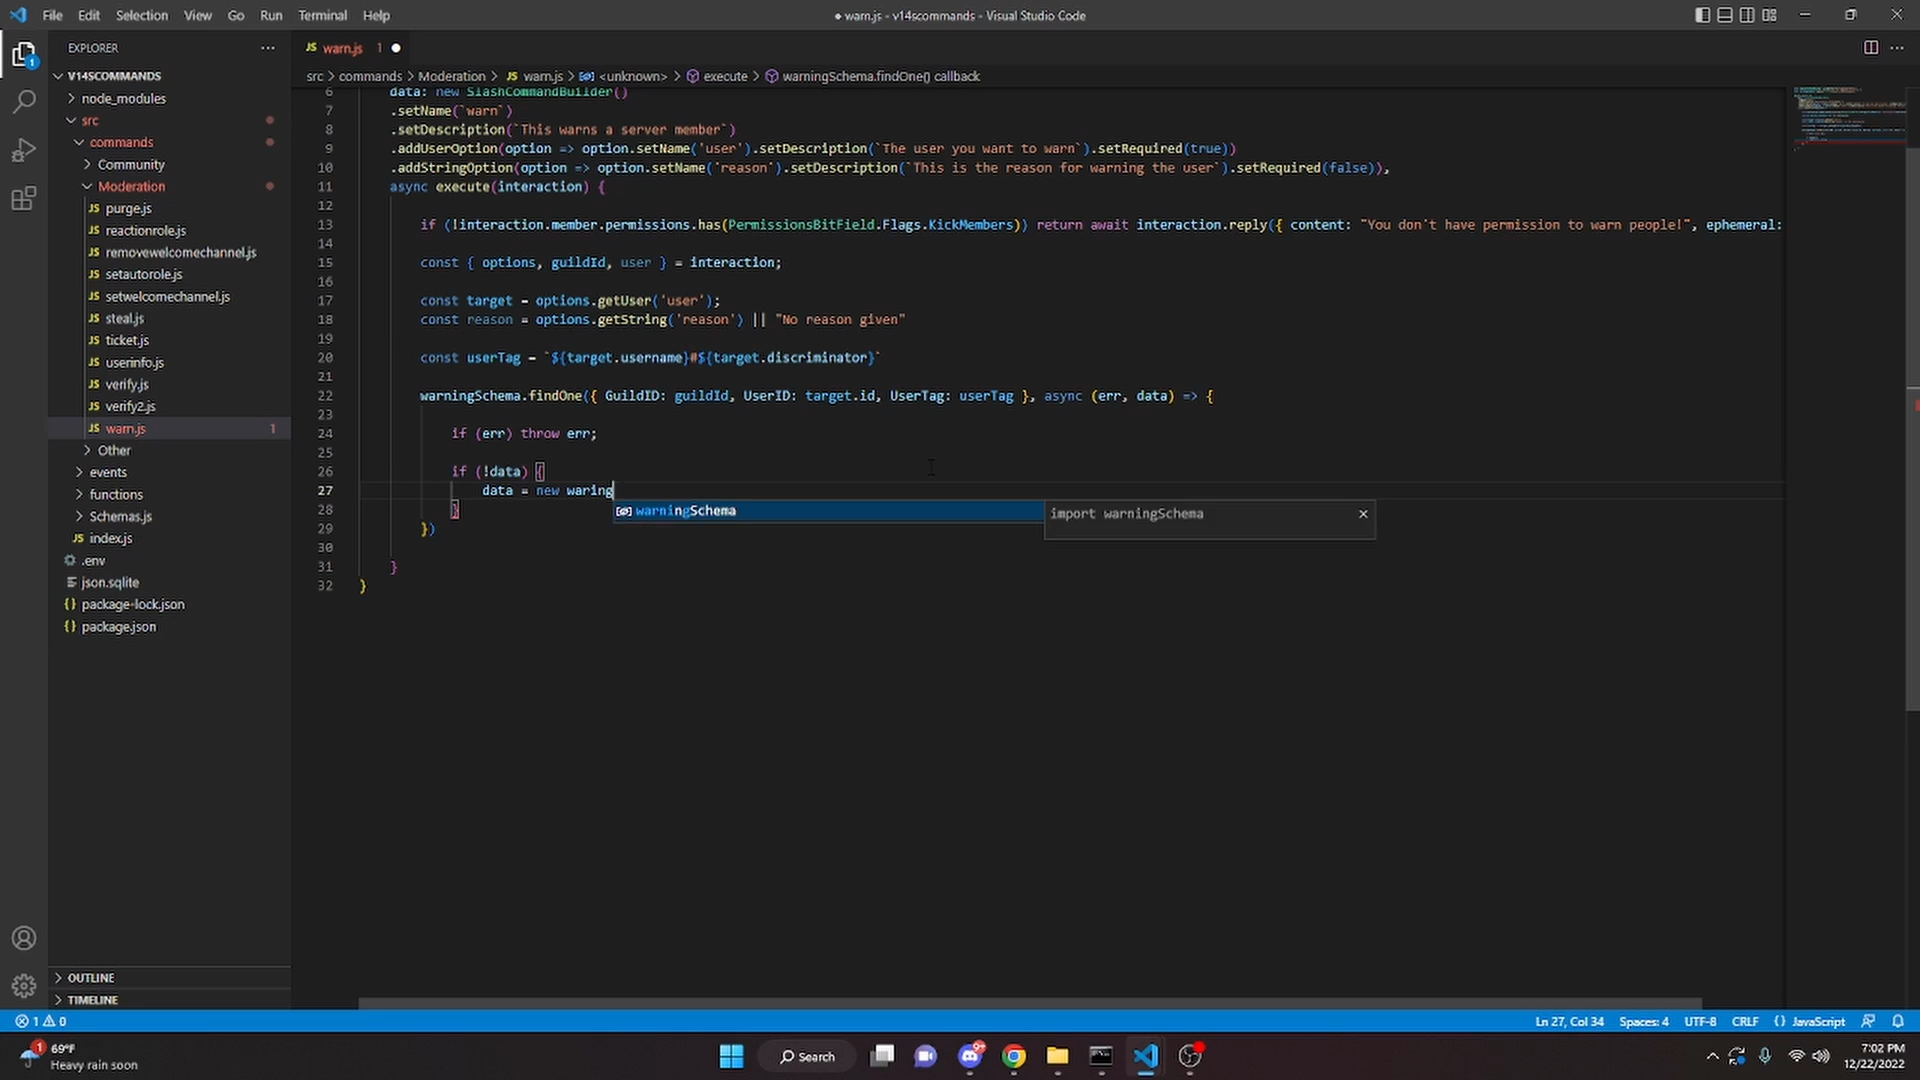 File Edit Selection View Go Run Terminal Help
● warn.js - v14scommands - Visual Studio Code
EXPLORER
V14SCOMMANDS
node_modules
src
commands
Community
Moderation
JS purge.js
JS reactionrole.js
JS removewelcomechannel.js
JS setautorole.js
JS setwelcomechannel.js
JS steal.js
JS ticket.js
JS userinfo.js
JS verify.js
JS verify2.js
JS warn.js 1
Other
events
functions
Schemas.js
JS index.js
.env
json.sqlite
{} package-lock.json
{} package.json
OUTLINE
TIMELINE
1
JS warn.js 1 ●
src > commands > Moderation > JS warn.js > <unknown> > execute > warningSchema.findOne() callback
6 data: new SlashCommandBuilder()
7 .setName(`warn`)
8 .setDescription(`This warns a server member`)
9 .addUserOption(option => option.setName('user').setDescription(`The user you want to warn`).setRequired(true))
10 .addStringOption(option => option.setName('reason').setDescription(`This is the reason for warning the user`).setRequired(false)),
11 async execute(interaction) {
12
13 if (!interaction.member.permissions.has(PermissionsBitField.Flags.KickMembers)) return await interaction.reply({ content: "You don't have permission to warn people!", ephemeral:
14
15 const { options, guildId, user } = interaction;
16
17 const target = options.getUser('user');
18 const reason = options.getString('reason') || "No reason given"
19
20 const userTag = `${target.username}#${target.discriminator}`
21
22 warningSchema.findOne({ GuildID: guildId, UserID: target.id, UserTag: userTag }, async (err, data) => {
23
24 if (err) throw err;
25
26 if (!data) {
27 data = new waring
warningSchema
import warningSchema ×
28 }
29 })
30
31 }
32 }
1 0
Ln 27, Col 34 Spaces: 4 UTF-8 CRLF {} JavaScript
1
69°F
Heavy rain soon
Search
9+
7:02 PM
12/22/2022